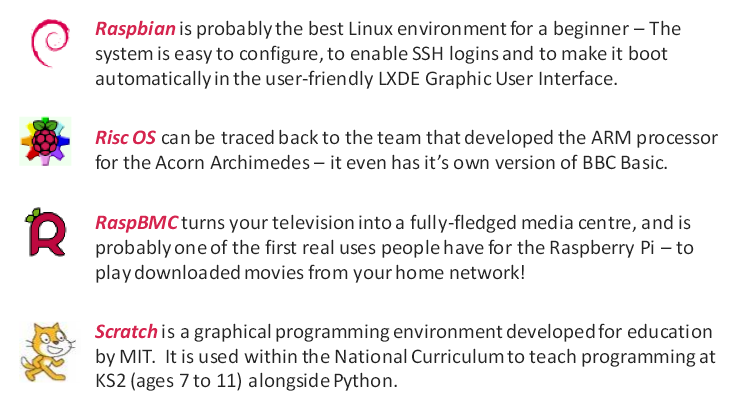 Raspbian is probably the best Linux environment for a beginner – The
system is easy to configure, to enable SSH logins and to make it boot
automatically in the user-friendly LXDE Graphic User Interface.
Risc OS can be traced back to the team that developed the ARM processor
for the Acorn Archimedes – it even has it’s own version of BBC Basic.
RaspBMC turns your television into a fully-fledged media centre, and is
probably one of the first real uses people have for the Raspberry Pi – to
play downloaded movies from your home network!
Scratch is a graphical programming environment developed for education
by MIT.  It is used within the National Curriculum to teach programming at
KS2 (ages 7 to 11) alongside Python.